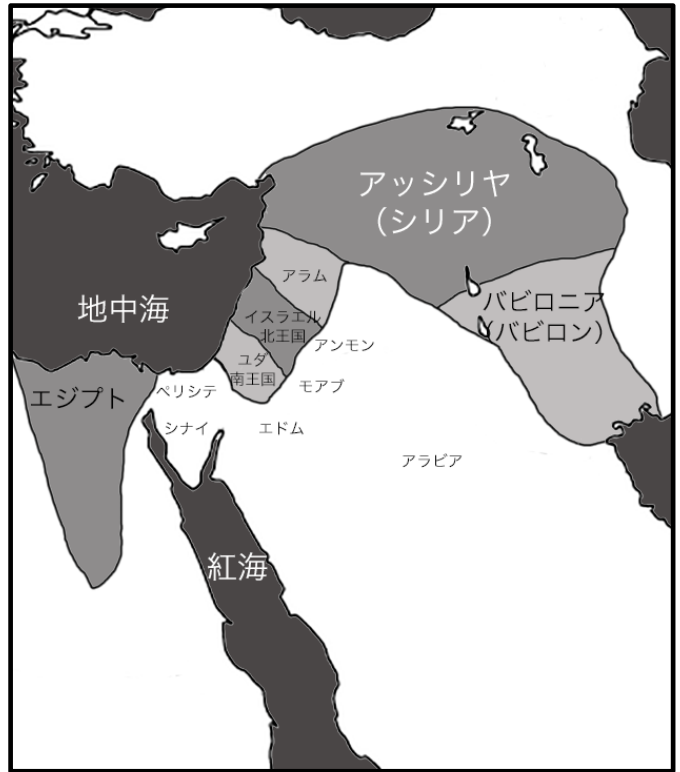 アッシリヤ
(シリア)
アラム
地中海
バビロニア
(バビロン)
イスラエル
北王国
アンモン
ユダ
南王国
モアブ
エジプト
ペリシテ
シナイ
エドム
アラビア
紅海